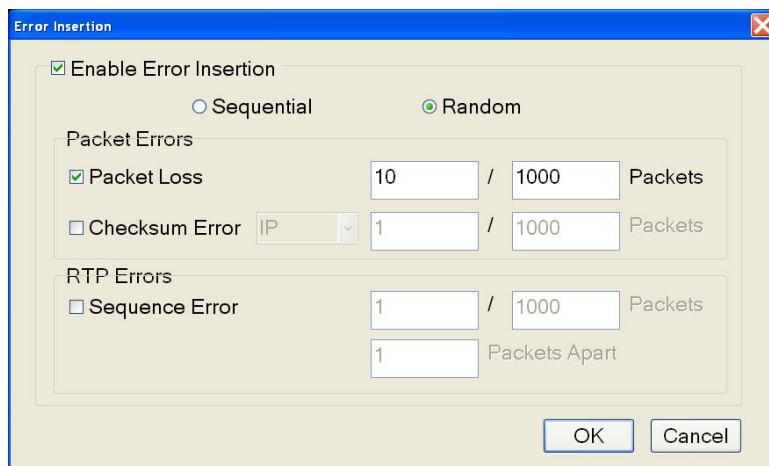 Error Insertion
Enable Error Insertion
Sequential Random
Packet Errors
Packet Loss 10 / 1000 Packets
Checksum Error IP 1 / 1000 Packets
RTP Errors
Sequence Error 1 / 1000 Packets
1 Packets Apart
OK Cancel